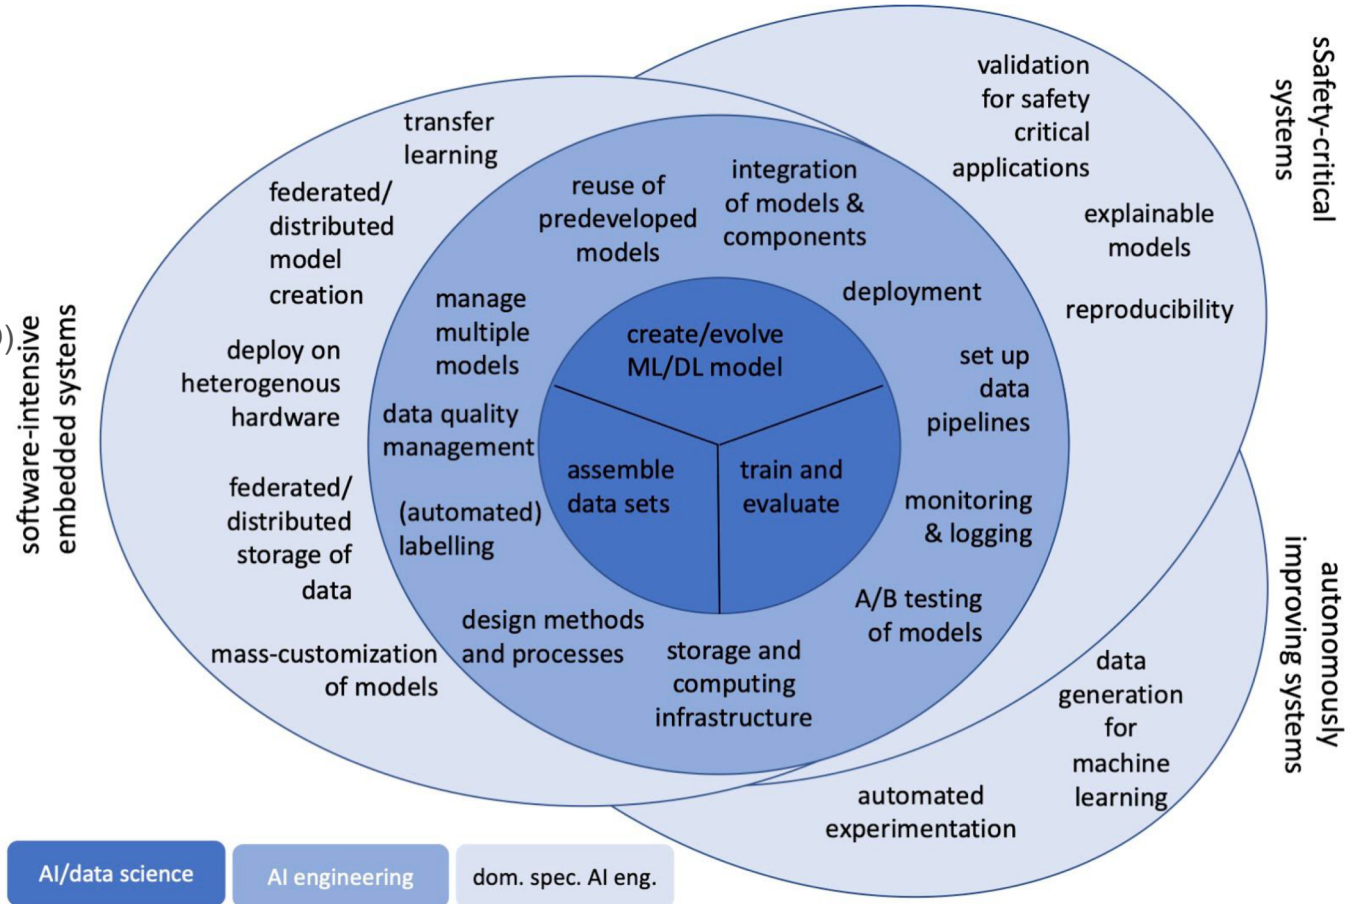 sSafety-critical
systems
validation
for safety
critical
applications
explainable
models
reproducibility
transfer
learning
federated/
distributed
model
creation
deploy on
heterogenous
hardware
federated/
distributed
storage of
data
mass-customization
of models
software-intensive
embedded systems
).
reuse of
predeveloped
models
integration
of models &
components
deployment
manage
multiple
models
set up
data
pipelines
data quality
management
monitoring
& logging
(automated)
labelling
A/B testing
of models
design methods
and processes
storage and
computing
infrastructure
create/evolve
ML/DL model
assemble
data sets
train and
evaluate
autonomously
improving systems
data
generation
for
machine
learning
automated
experimentation
AI/data science
AI engineering
dom. spec. AI eng.